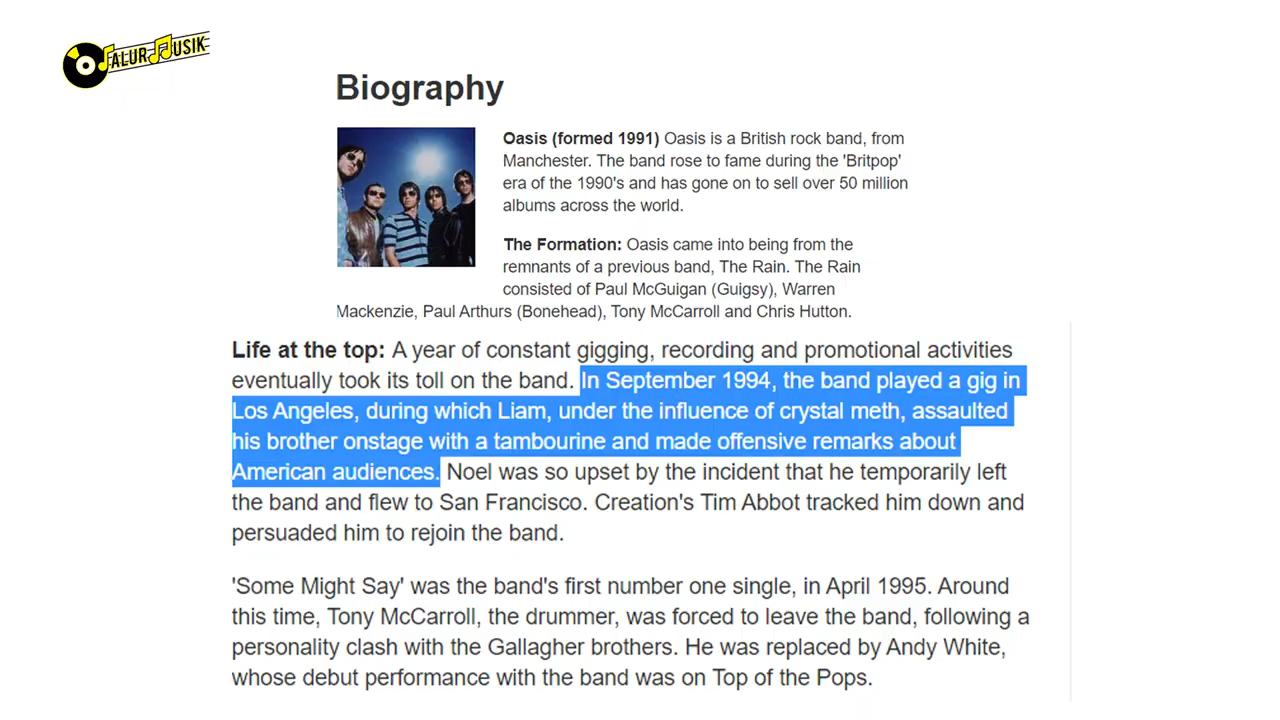 JALUR MUSIK
Biography
Oasis (formed 1991) Oasis is a British rock band, from
Manchester. The band rose to fame during the 'Britpop'
era of the 1990's and has gone on to sell over 50 million
albums across the world.
The Formation: Oasis came into being from the
remnants of a previous band, The Rain. The Rain
consisted of Paul McGuigan (Guigsy), Warren
Mackenzie, Paul Arthurs (Bonehead), Tony McCarroll and Chris Hutton.
Life at the top: A year of constant gigging, recording and promotional activities
eventually took its toll on the band. In September 1994, the band played a gig in
Los Angeles, during which Liam, under the influence of crystal meth, assaulted
his brother onstage with a tambourine and made offensive remarks about
American audiences. Noel was so upset by the incident that he temporarily left
the band and flew to San Francisco. Creation's Tim Abbot tracked him down and
persuaded him to rejoin the band.
'Some Might Say' was the band's first number one single, in April 1995. Around
this time, Tony McCarroll, the drummer, was forced to leave the band, following a
personality clash with the Gallagher brothers. He was replaced by Andy White,
whose debut performance with the band was on Top of the Pops.